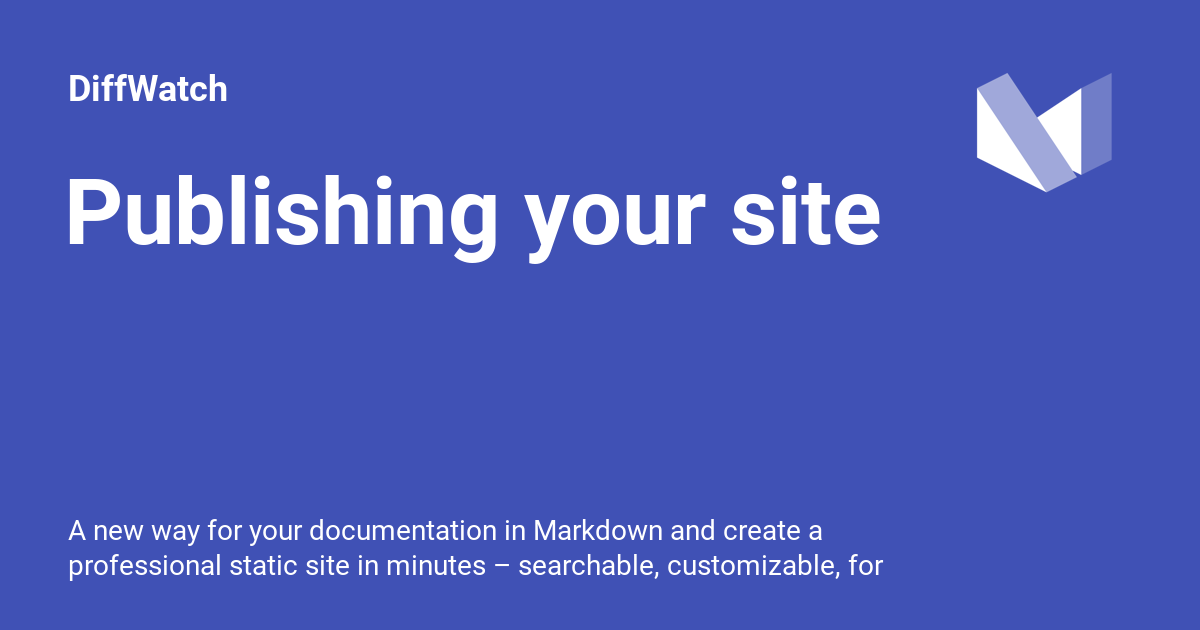 DiffWatch
Publishing your site
A new way for your documentation in Markdown and create a
professional static site in minutes – searchable, customizable, for